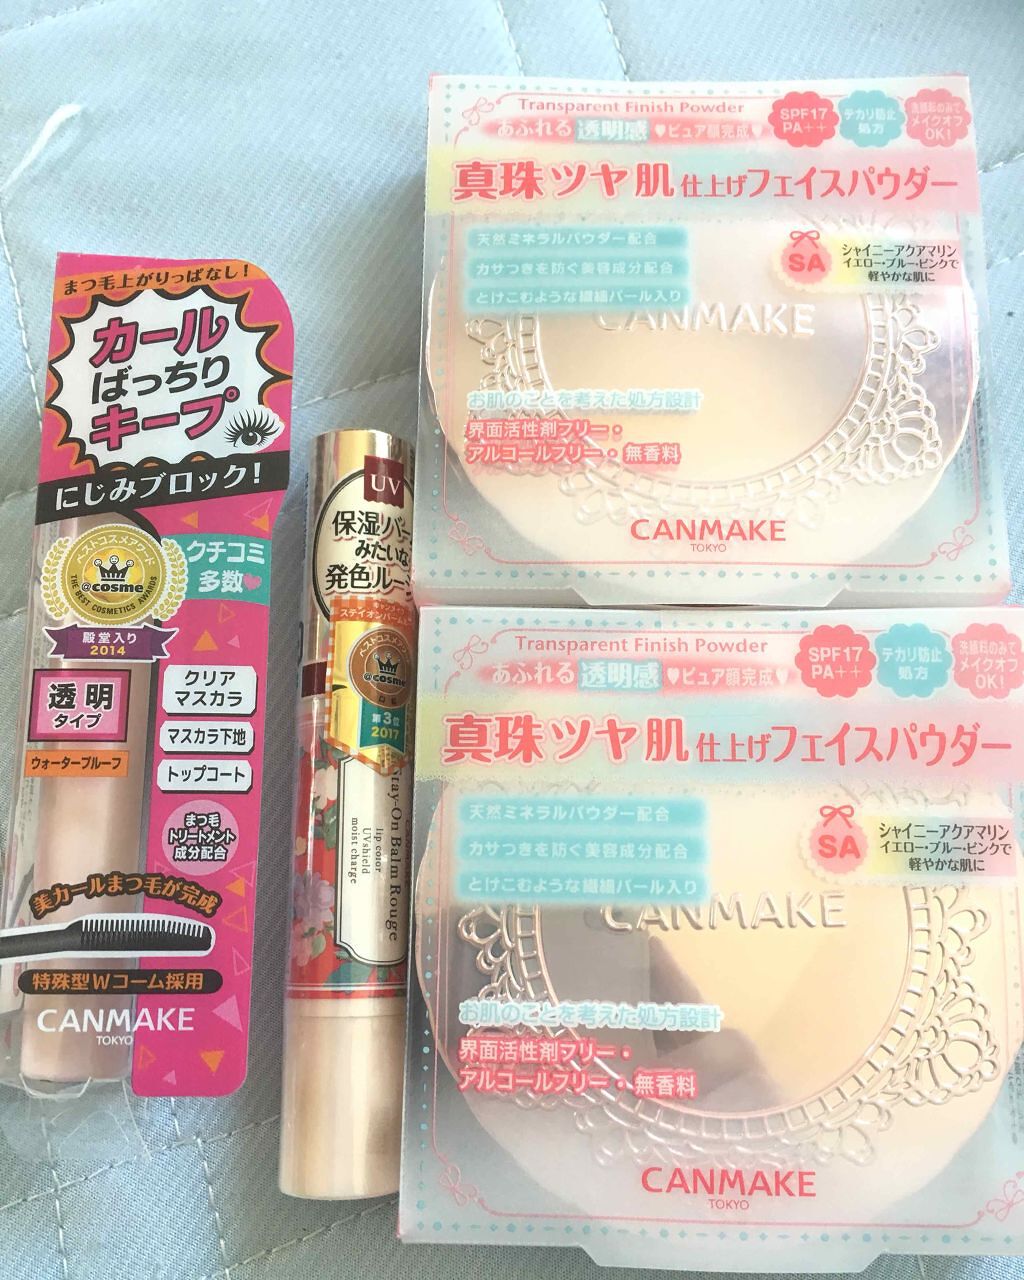 まつ毛上がりっぱなし！
カール
ばっちり
キープ
にじみブロック！
ベストコスメアワード
@cosme
THE BEST COSMETICS AWARDS
クチコミ
多数
殿堂入り
2014
透明
タイプ
ウォータープルーフ
クリア
マスカラ
マスカラ下地
トップコート
まつ毛
トリートメント
成分配合
美カールまつ毛が完成
特殊型Wコーム採用
CANMAKE
TOKYO
UV
保湿バー
みたいな
発色ルー
ステイオンバーム
ベストコスメアワ
@cosme
第3位
2017
Stay-On Balm Rouge
lip color
UVshield
moist charge
Transparent Finish Powder
あふれる 透明感 ♥ピュア顔完成♥
SPF17
PA++
テカリ防止
処方
洗顔料のみで
メイクオフ
OK!
真珠ツヤ肌 仕上げフェイスパウダー
天然ミネラルパウダー配合
カサつきを防ぐ美容成分配合
とけこむような繊細パール入り
SA
シャイニーアクアマリン
イエロー・ブルー・ピンクで
軽やかな肌に
CANMAKE
お肌のことを考えた処方設計
界面活性剤フリー・
アルコールフリー・無香料
CANMAKE
TOKYO
Transparent Finish Powder
あふれる 透明感 ♥ピュア顔完成♥
SPF17
PA++
テカリ防止
処方
洗顔料のみで
メイクオフ
OK!
真珠ツヤ肌 仕上げフェイスパウダー
天然ミネラルパウダー配合
カサつきを防ぐ美容成分配合
とけこむような繊細パール入り
SA
シャイニーアクアマリン
イエロー・ブルー・ピンクで
軽やかな肌に
CANMAKE
お肌のことを考えた処方設計
界面活性剤フリー・
アルコールフリー・無香料
CANMAKE
TOKYO